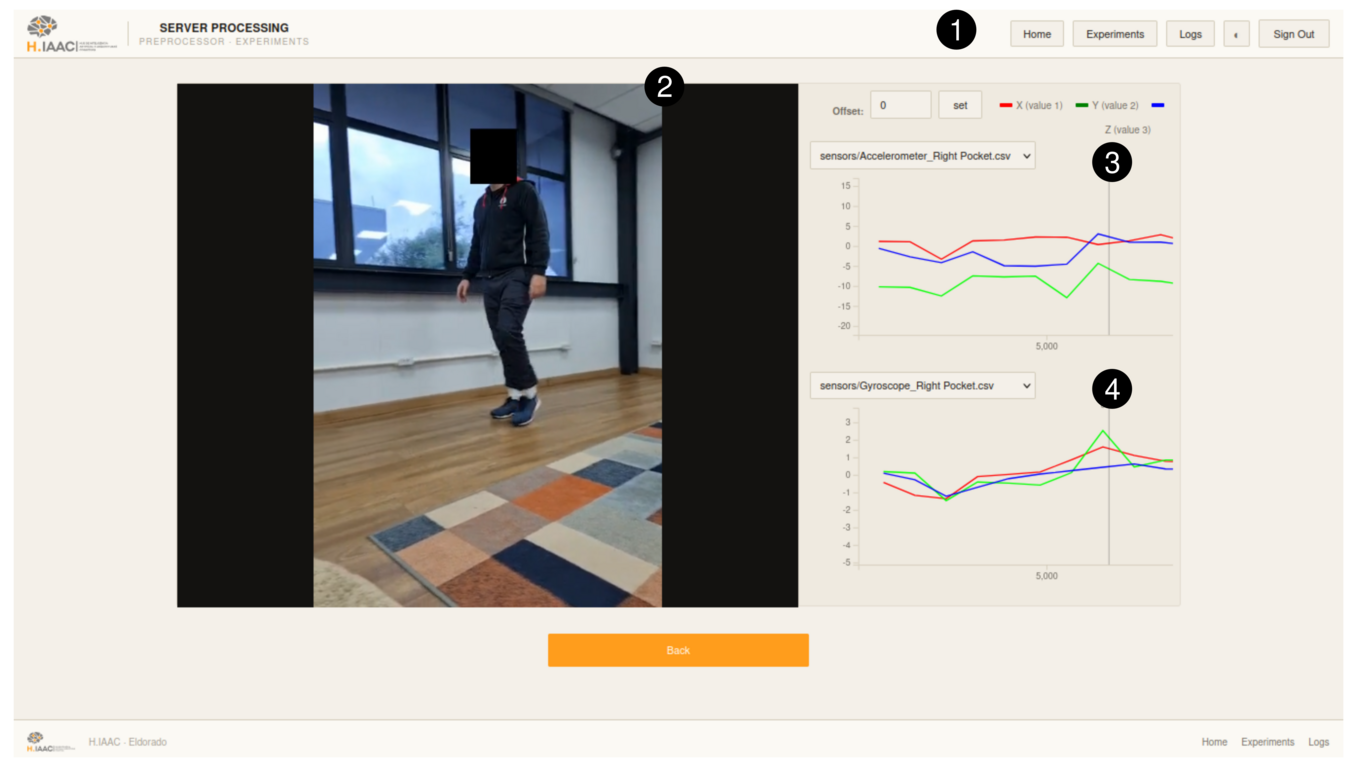 H.IAAC
SERVER PROCESSING
PREPROCESSOR - EXPERIMENTS
1
Home
Experiments
Logs
Sign Out
2
Offset:
0
set
X (value 1)
Y (value 2)
Z (value 3)
sensors/Accelerometer_Right Pocket.csv
3
15
10
5
0
-5
-10
-15
-20
5,000
sensors/Gyroscope_Right Pocket.csv
4
3
2
1
0
-1
-2
-3
-4
-5
5,000
Back
H.IAAC
H.IAAC - Eldorado
Home
Experiments
Logs